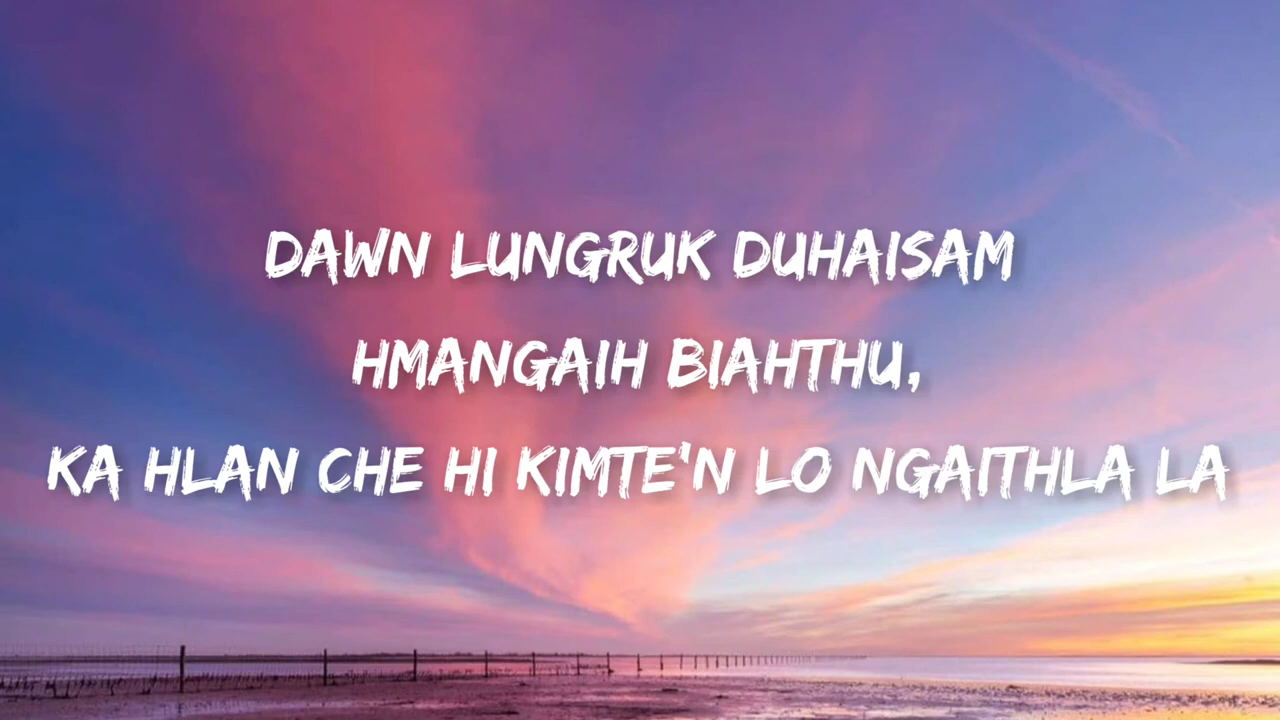 DAWN LUNGRUK DUHAISAM
HMANGAIH BIAHTHU,
KA HLAN CHE HI KIMTE'N LO NGAITHLA LA